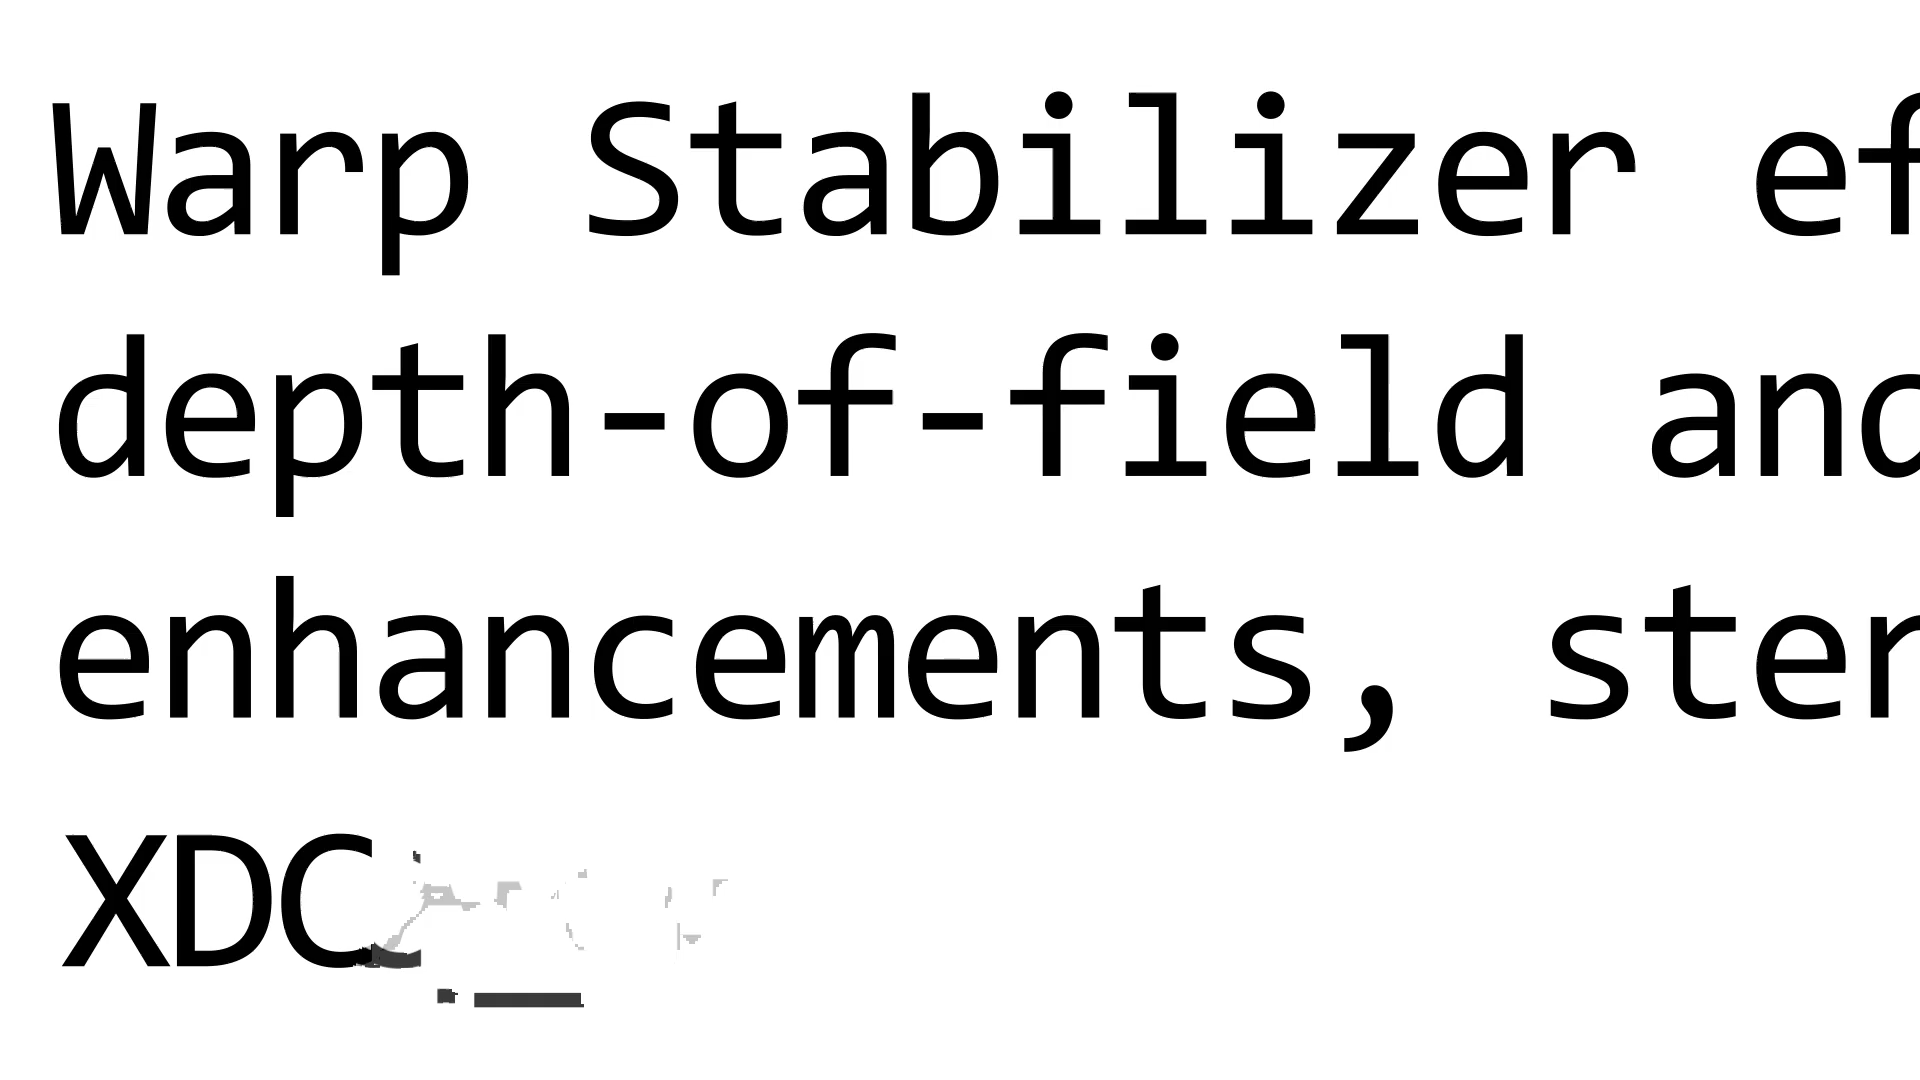 Warp Stabilizer ef
depth-of-field and
enhancements, ster
XDC